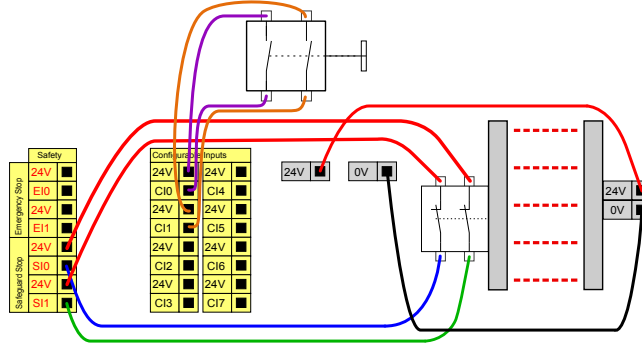 Safety
Emergency Stop
24V
EI0
24V
EI1
Safeguard Stop
24V
SI0
24V
SI1
Configurable Inputs
24V 24V
CI0 CI4
24V 24V
CI1 CI5
24V 24V
CI2 CI6
24V 24V
CI3 CI7
24V
0V
24V
0V